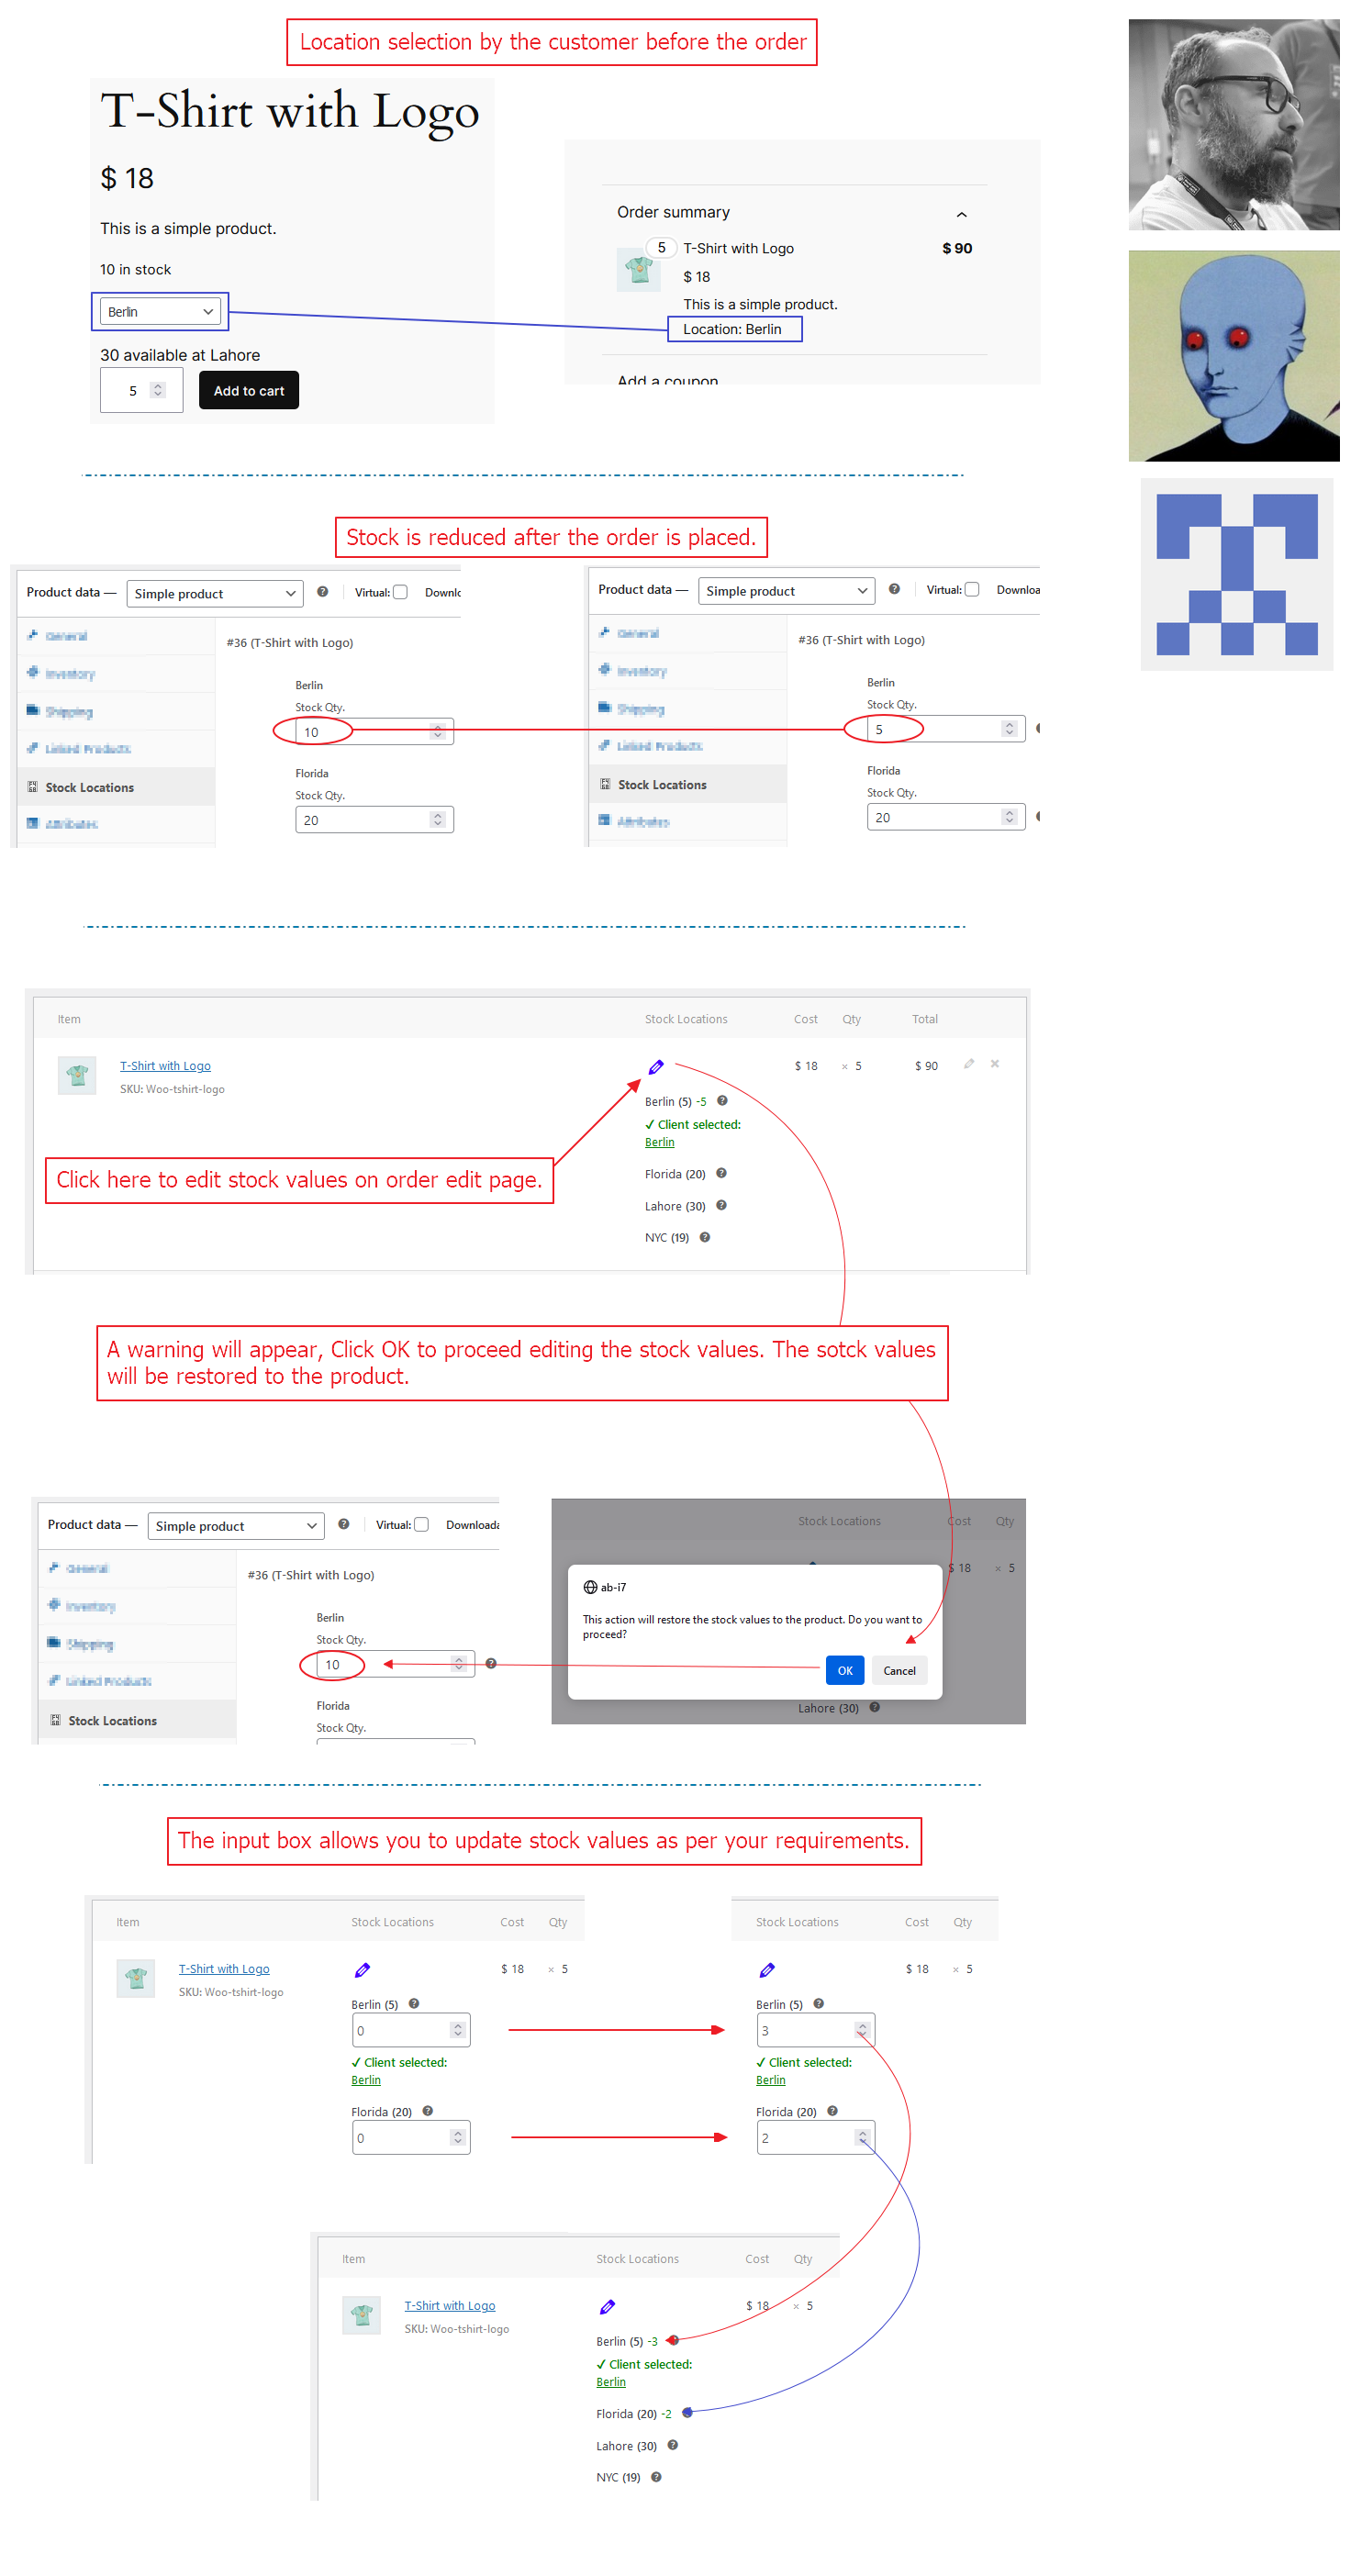 Location selection by the customer before the order
T-Shirt with Logo
$ 18
This is a simple product.
10 in stock
Berlin
30 available at Lahore
5
Add to cart
Order summary
5
T-Shirt with Logo
$ 90
$ 18
This is a simple product.
Location: Berlin
Add a coupon
Stock is reduced after the order is placed.
Product data —
Simple product
Virtual:
Downlo
General
Inventory
Shipping
Linked Products
Stock Locations
Attributes
#36 (T-Shirt with Logo)
Berlin
Stock Qty.
10
Florida
Stock Qty.
20
Product data —
Simple product
Virtual:
Downloa
General
Inventory
Shipping
Linked Products
Stock Locations
Attributes
#36 (T-Shirt with Logo)
Berlin
Stock Qty.
5
Florida
Stock Qty.
20
Item
Stock Locations
Cost
Qty
Total
T-Shirt with Logo
SKU: Woo-tshirt-logo
$ 18
× 5
$ 90
Berlin (5) -5
✓ Client selected:
Berlin
Florida (20)
Lahore (30)
NYC (19)
Click here to edit stock values on order edit page.
A warning will appear, Click OK to proceed editing the stock values. The sotck values
will be restored to the product.
Product data —
Simple product
Virtual:
Downloada
General
Inventory
Shipping
Linked Products
Stock Locations
#36 (T-Shirt with Logo)
Berlin
Stock Qty.
10
Florida
Stock Qty.
Stock Locations
Cost
Qty
$ 18
× 5
ab-i7
This action will restore the stock values to the product. Do you want to
proceed?
OK
Cancel
Lahore (30)
The input box allows you to update stock values as per your requirements.
Item
Stock Locations
Cost
Qty
T-Shirt with Logo
SKU: Woo-tshirt-logo
$ 18
× 5
Berlin (5)
0
✓ Client selected:
Berlin
Florida (20)
0
Stock Locations
Cost
Qty
$ 18
× 5
Berlin (5)
3
✓ Client selected:
Berlin
Florida (20)
2
Item
Stock Locations
Cost
Qty
T-Shirt with Logo
SKU: Woo-tshirt-logo
$ 18
× 5
Berlin (5) -3
✓ Client selected:
Berlin
Florida (20) -2
Lahore (30)
NYC (19)